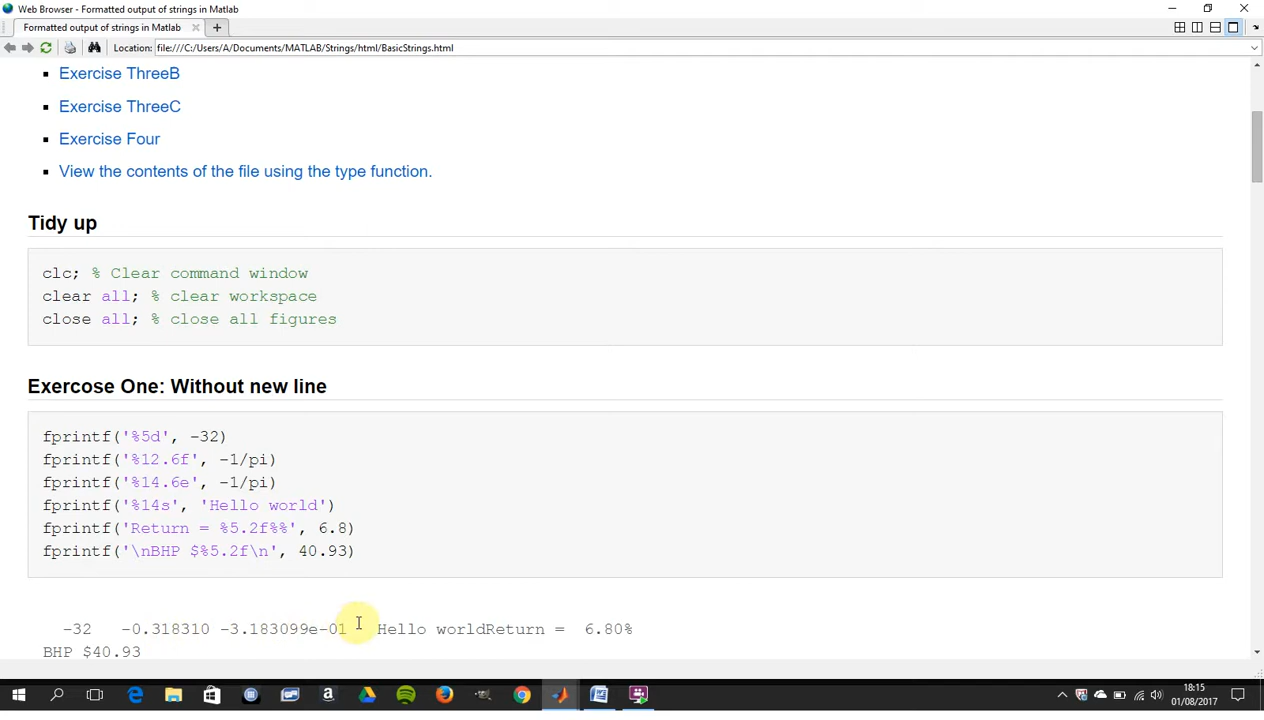 Web Browser - Formatted output of strings in Matlab
Formatted output of strings in Matlab
Location: file:///C:/Users/A/Documents/MATLAB/Strings/html/BasicStrings.html
Exercise ThreeB
Exercise ThreeC
Exercise Four
View the contents of the file using the type function.
Tidy up
clc; % Clear command window
clear all; % clear workspace
close all; % close all figures
Exercose One: Without new line
fprintf('%5d', -32)
fprintf('%12.6f', -1/pi)
fprintf('%14.6e', -1/pi)
fprintf('%14s', 'Hello world')
fprintf('Return = %5.2f%%', 6.8)
fprintf('\nBHP $%5.2f\n', 40.93)
-32   -0.318310 -3.183099e-01   Hello worldReturn =  6.80%
BHP $40.93
18:15
01/08/2017